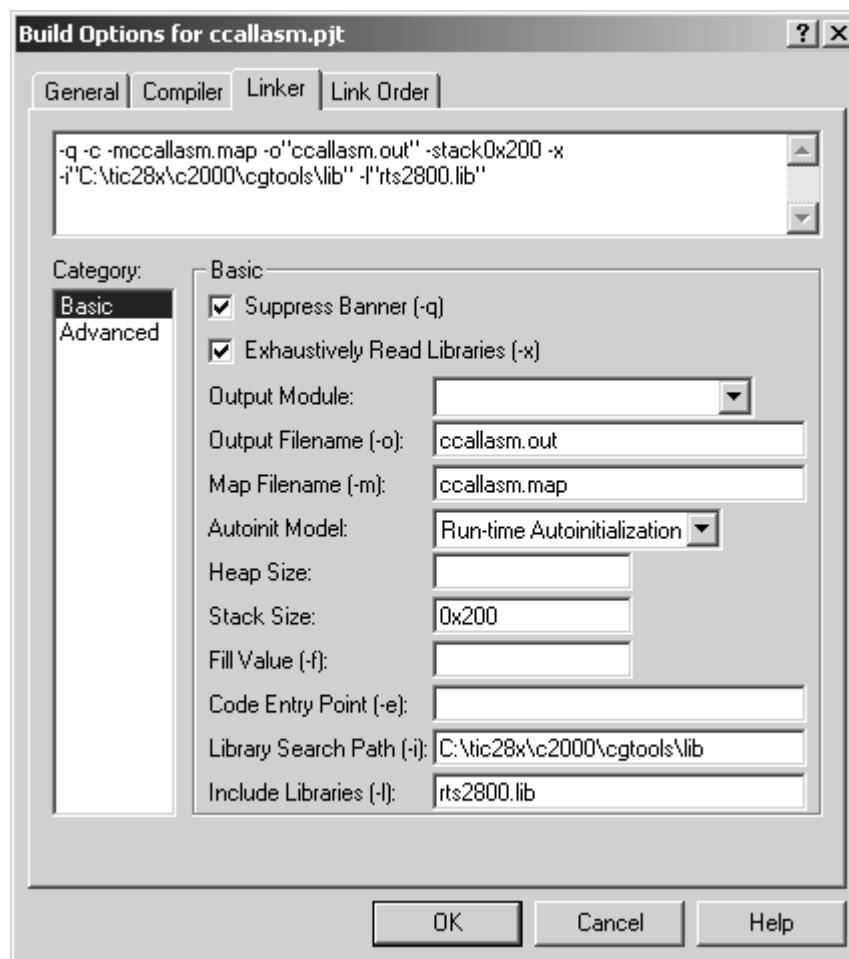 Build Options for ccallasm.pjt
General Compiler Linker Link Order
-q -c -mccallasm.map -o"ccallasm.out" -stack0x200 -x
-i"C:\tic28x\c2000\cgtools\lib" -l"rts2800.lib"
Category:
Basic
Advanced
Basic
Suppress Banner (-q)
Exhaustively Read Libraries (-x)
Output Module:
Output Filename (-o): ccallasm.out
Map Filename (-m): ccallasm.map
Autoinit Model: Run-time Autoinitialization
Heap Size:
Stack Size: 0x200
Fill Value (-f):
Code Entry Point (-e):
Library Search Path (-i): C:\tic28x\c2000\cgtools\lib
Include Libraries (-l): rts2800.lib
OK Cancel Help